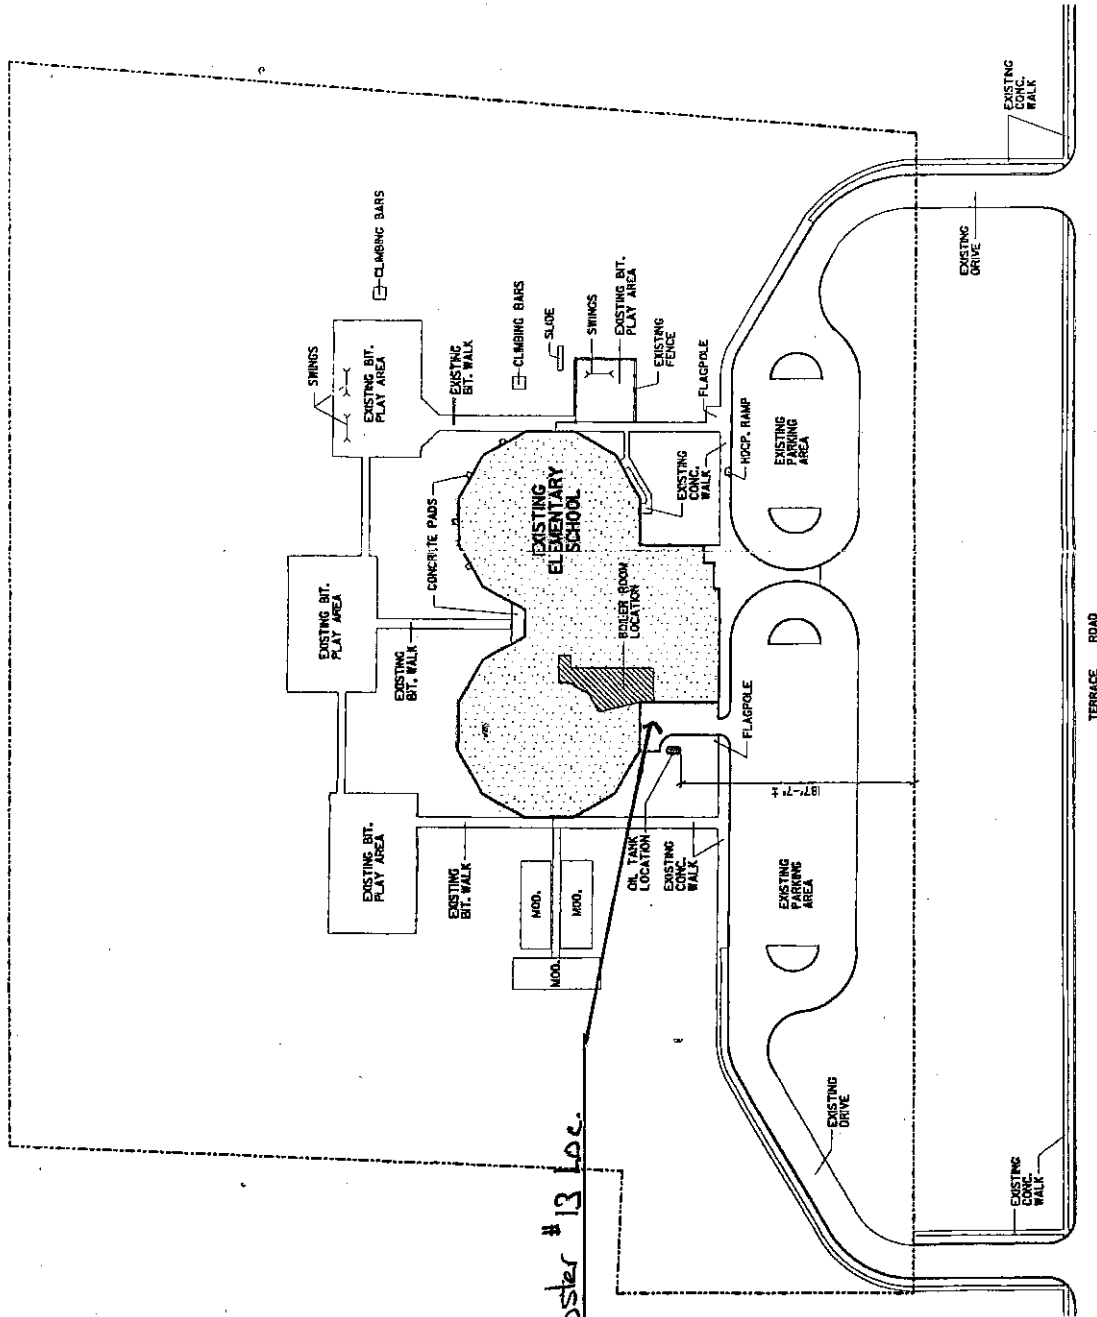 EXISTING
CONC.
WALK
CLIMBING BARS
SWINGS
EXISTING BIT.
PLAY AREA
EXISTING
BIT. WALK
CLIMBING BARS
SLIDE
SWINGS
EXISTING BIT.
PLAY AREA
EXISTING
FENCE
FLAGPOLE
EXISTING
DRIVE
HDCP. RAMP
EXISTING
PARKING
AREA
EXISTING
CONC.
WALK
CONCRETE PADS
EXISTING
ELEMENTARY
SCHOOL
EXISTING BIT.
PLAY AREA
EXISTING
BIT. WALK
BOILER ROOM
LOCATION
FLAGPOLE
187'-7" ±
TERRACE ROAD
EXISTING BIT.
PLAY AREA
EXISTING
BIT. WALK
OIL TANK
LOCATION
EXISTING
CONC.
WALK
MOD.
MOD.
MOD.
EXISTING
PARKING
AREA
EXISTING
DRIVE
EXISTING
CONC.
WALK
#13 Loc.